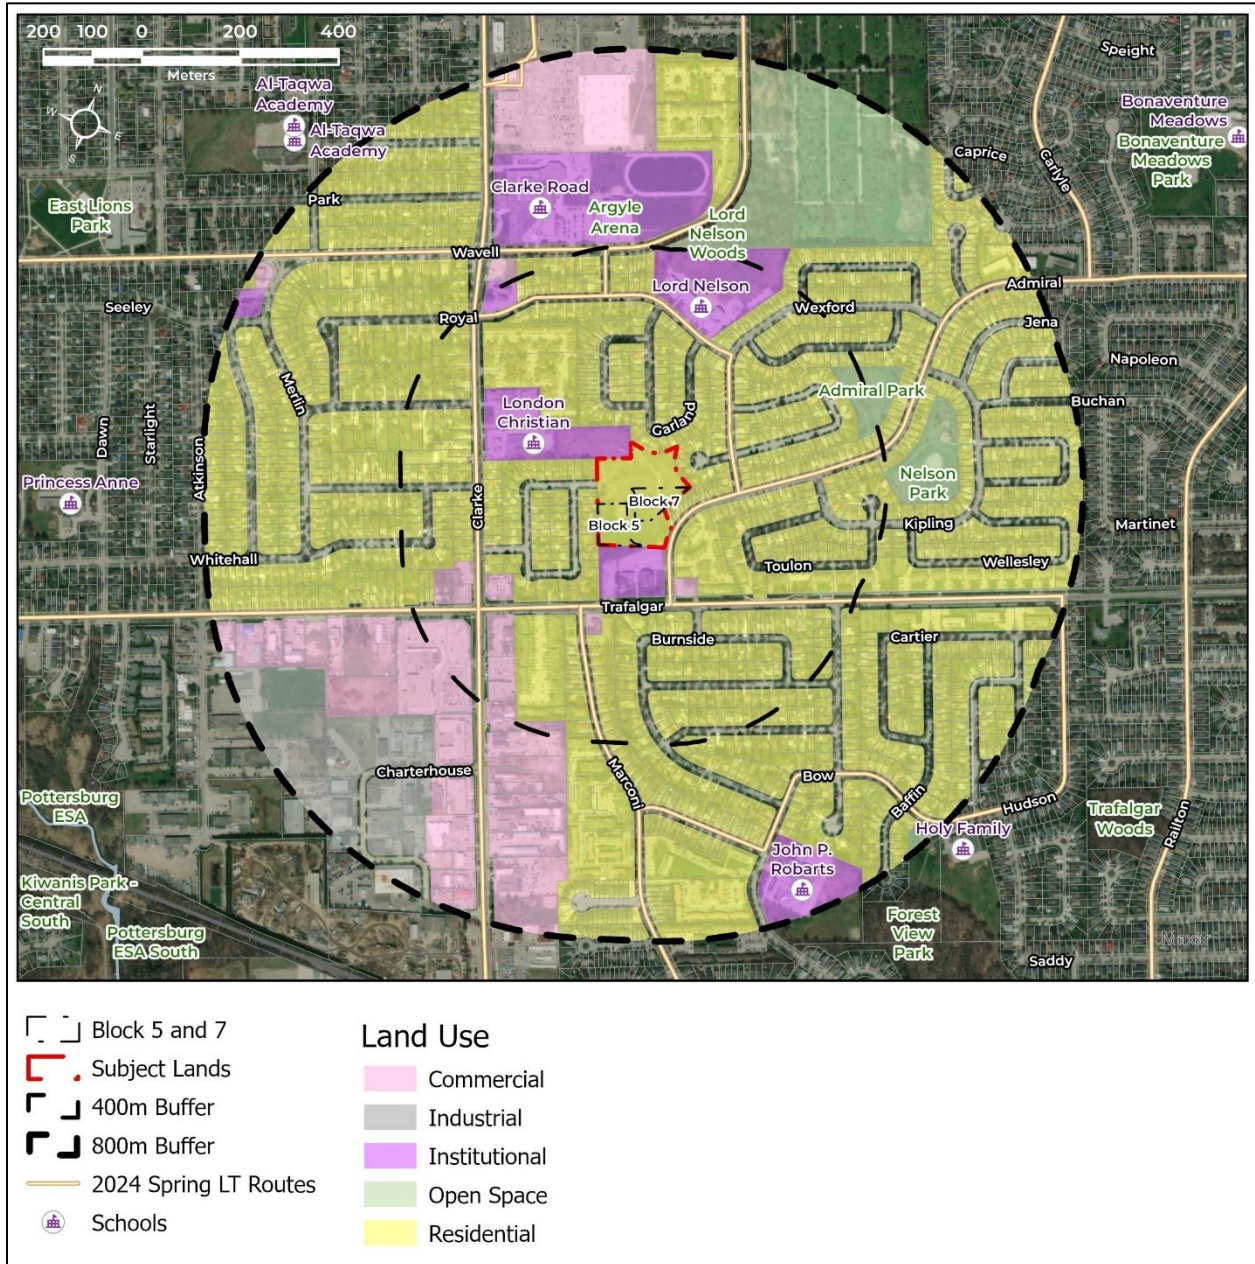 200 100 0 200 400
Meters
N
W
E
S
Al-Taqwa
Academy
Al-Taqwa
Academy
Speight
Bonaventure
Meadows
Bonaventure
Meadows
Park
Caprice
Carlyle
East Lions
Park
Park
Clarke Road
Argyle
Arena
Lord
Nelson
Woods
Wavell
Lord Nelson
Admiral
Seeley
Royal
Wexford
Jena
Napoleon
Merlin
Admiral Park
Buchan
London
Christian
Garland
Dawn
Starlight
Atkinson
Princess Anne
Clarke
Nelson
Park
Block 7
Block 5
Kipling
Martinet
Whitehall
Toulon
Wellesley
Trafalgar
Burnside
Cartier
Charterhouse
Marconi
Bow
Baffin
Hudson
Pottersburg
ESA
Holy Family
Trafalgar
Woods
Railton
John P.
Robarts
Kiwanis Park -
Central
South
Pottersburg
ESA South
Forest
View
Park
Maxar
Saddy
Block 5 and 7
Subject Lands
400m Buffer
800m Buffer
2024 Spring LT Routes
Schools
Land Use
Commercial
Industrial
Institutional
Open Space
Residential